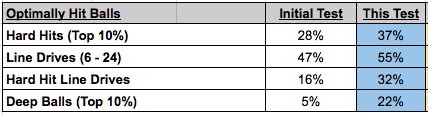 Optimally Hit Balls Initial Test This Test
Hard Hits (Top 10%) 28% 37%
Line Drives (6 - 24) 47% 55%
Hard Hit Line Drives 16% 32%
Deep Balls (Top 10%) 5% 22%